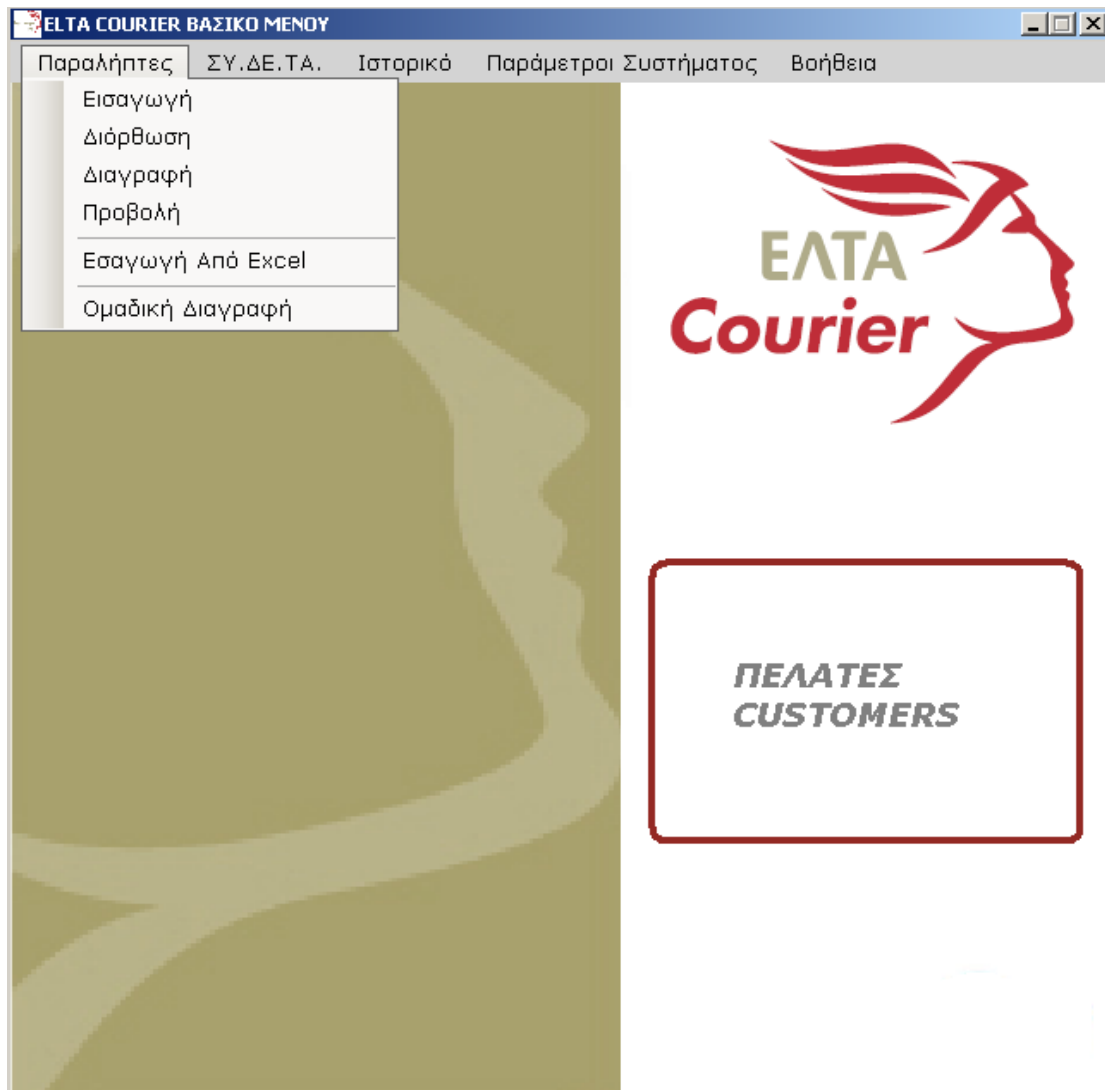 ELTA COURIER ΒΑΣΙΚΟ ΜΕΝΟΥ
Παραλήπτες ΣΥ.ΔΕ.ΤΑ. Ιστορικό Παράμετροι Συστήματος Βοήθεια
Εισαγωγή
Διόρθωση
Διαγραφή
Προβολή
Εσαγωγή Από Excel
Ομαδική Διαγραφή
ΕΛΤΑ
Courier
ΠΕΛΑΤΕΣ
CUSTOMERS